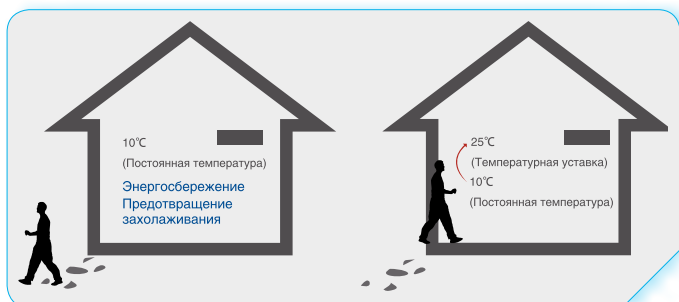 10℃
(Постоянная температура)
Энергосбережение
Предотвращение
захолаживания
25℃
(Температурная уставка)
10℃
(Постоянная температура)